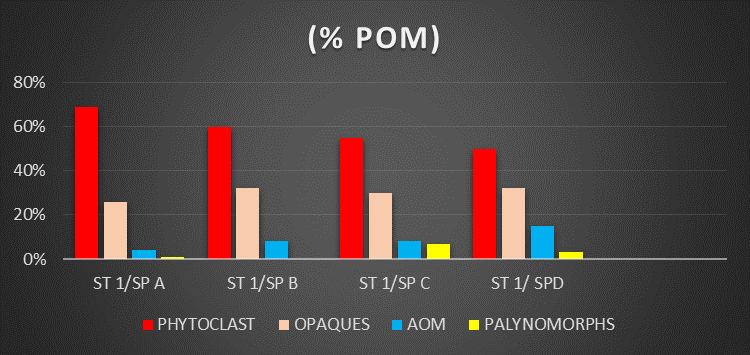 (% POM)
80%
60%
40%
20%
0%
ST 1/SP A ST 1/SP B ST 1/SP C ST 1/ SPD
PHYTOCLAST OPAQUES AOM PALYNOMORPHS